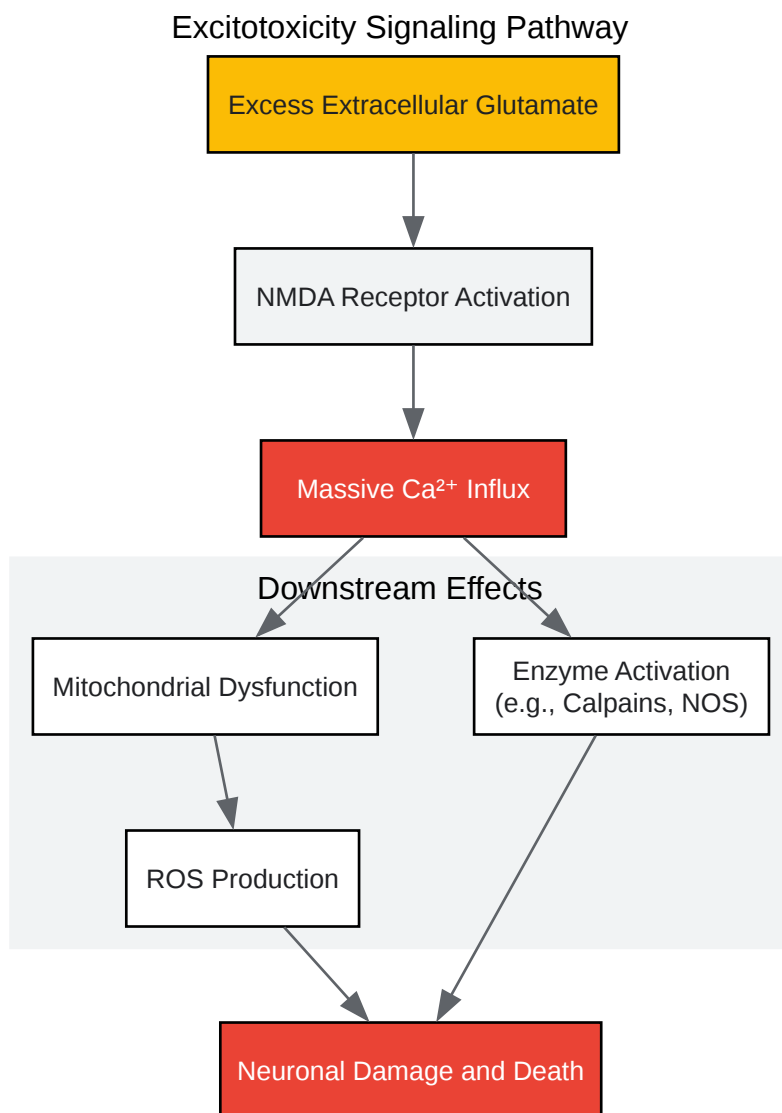 Excitotoxicity Signaling Pathway
Excess Extracellular Glutamate
NMDA Receptor Activation
Massive Ca²⁺ Influx
Downstream Effects
Mitochondrial Dysfunction
Enzyme Activation
(e.g., Calpains, NOS)
ROS Production
Neuronal Damage and Death